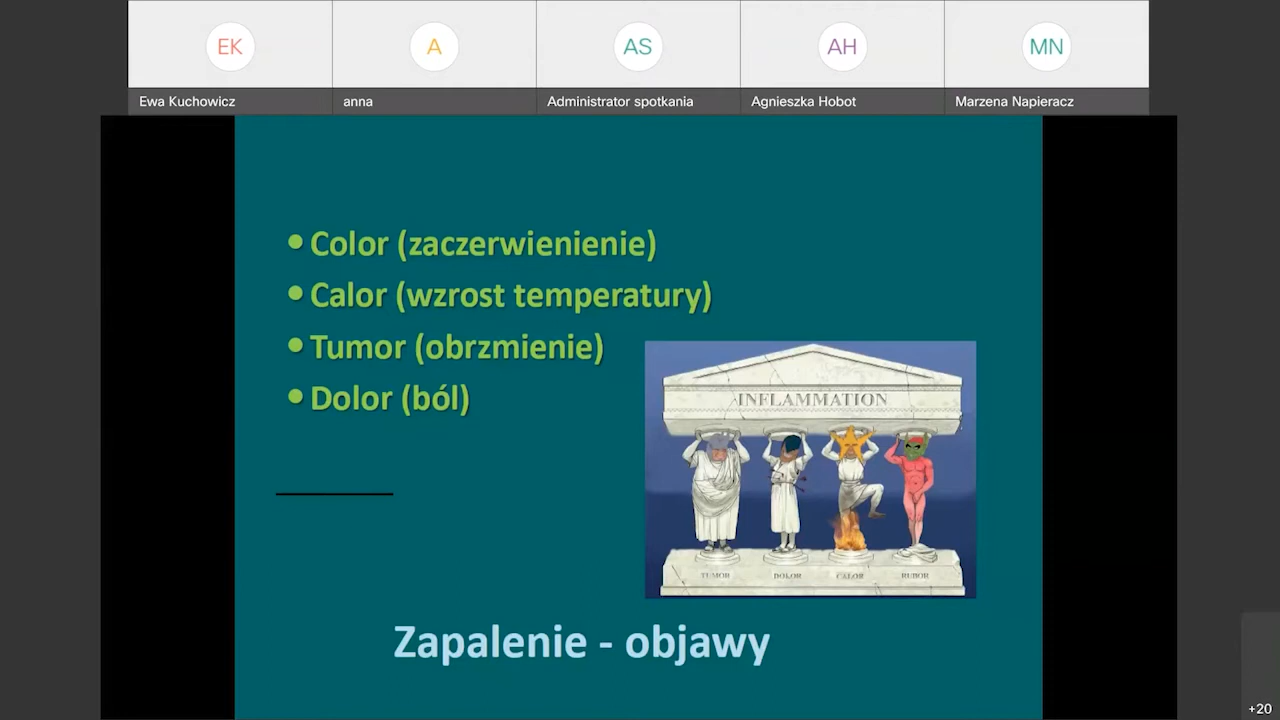 EK
A
AS
AH
MN
Ewa Kuchowicz
anna
Administrator spotkania
Agnieszka Hobot
Marzena Napieracz
• Color (zaczerwienienie)
• Calor (wzrost temperatury)
• Tumor (obrzmienie)
• Dolor (ból)
INFLAMMATION
TUMOR
DOLOR
CALOR
RUBOR
Zapalenie - objawy
+20